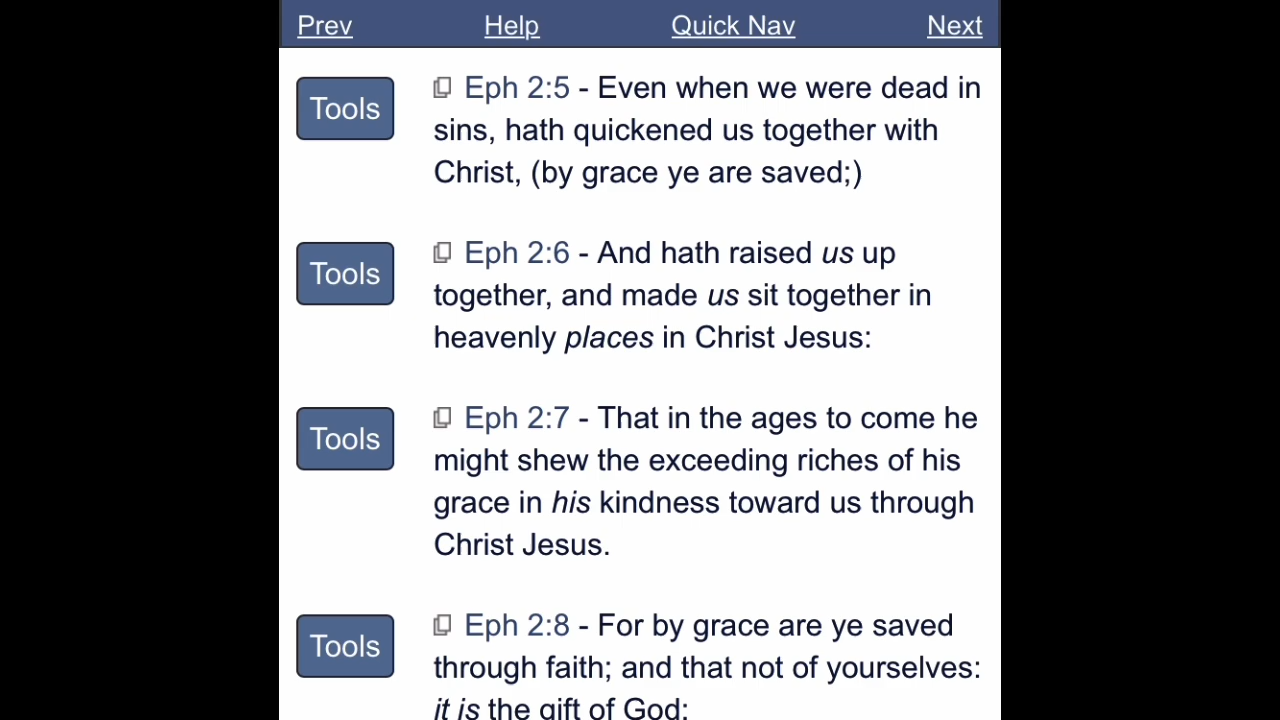 Prev Help Quick Nav Next
Tools
Eph 2:5 - Even when we were dead in
sins, hath quickened us together with
Christ, (by grace ye are saved;)
Tools
Eph 2:6 - And hath raised us up
together, and made us sit together in
heavenly places in Christ Jesus:
Tools
Eph 2:7 - That in the ages to come he
might shew the exceeding riches of his
grace in his kindness toward us through
Christ Jesus.
Tools
Eph 2:8 - For by grace are ye saved
through faith; and that not of yourselves:
it is the gift of God: